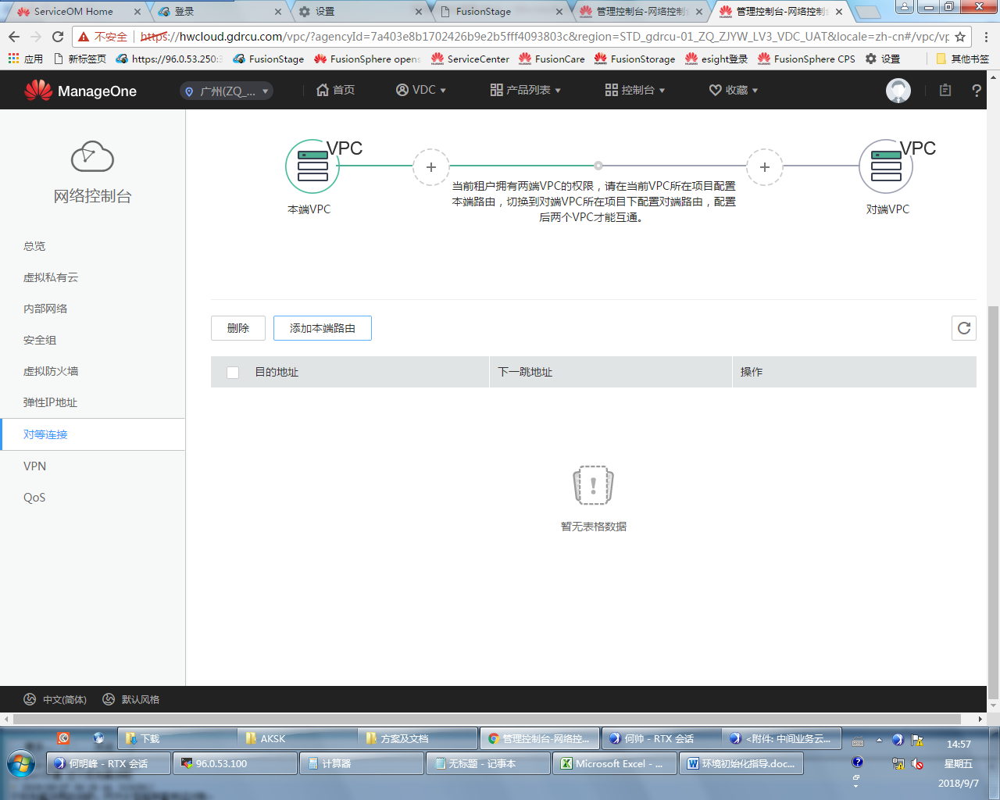 ServiceOM Home
登录
设置
FusionStage
管理控制台-网络控制
管理控制台-网络控制
不安全
https://hwcloud.gdrcu.com/vpc/?agencyId=7a403e8b1702426b9e2b5fff4093803c&region=STD_gdrcu-01_ZQ_ZJYW_LV3_VDC_UAT&locale=zh-cn#/vpc/vp
应用
新标签页
https://96.0.53.250:
FusionStage
FusionSphere opens
ServiceCenter
FusionCare
FusionStorage
esight登录
FusionSphere CPS
设置
其他书签
ManageOne
广州(ZQ_...
首页
VDC
产品列表
控制台
收藏
网络控制台
总览
虚拟私有云
内部网络
安全组
虚拟防火墙
弹性IP地址
对等连接
VPN
QoS
VPC
VPC
本端VPC
当前租户拥有两端VPC的权限，请在当前VPC所在项目配置
本端路由，切换到对端VPC所在项目下配置对端路由，配置
后两个VPC才能互通。
对端VPC
删除
添加本端路由
目的地址
下一跳地址
操作
暂无表格数据
中文(简体)
默认风格
下载
AKSK
方案及文档
管理控制台-网络控...
何帅 - RTX 会话
<附件: 中间业务云...
何明峰 - RTX 会话
96.0.53.100
计算器
无标题 - 记事本
Microsoft Excel - ...
环境初始化指导.doc...
14:57
星期五
2018/9/7